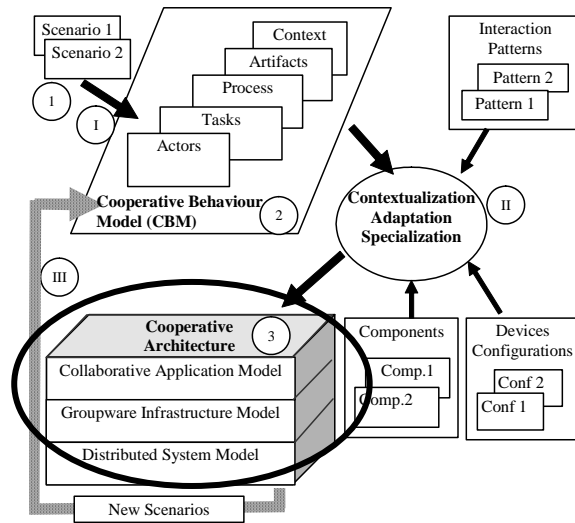 Scenario 1
Scenario 2
1
I
Context
Artifacts
Process
Tasks
Actors
Cooperative Behaviour
Model (CBM)
2
Interaction
Patterns
Pattern 2
Pattern 1
Contextualization
Adaptation
Specialization
II
III
Cooperative
Architecture
3
Collaborative Application Model
Groupware Infrastructure Model
Distributed System Model
Components
Comp.1
Comp.2
Devices
Configurations
Conf 2
Conf 1
New Scenarios